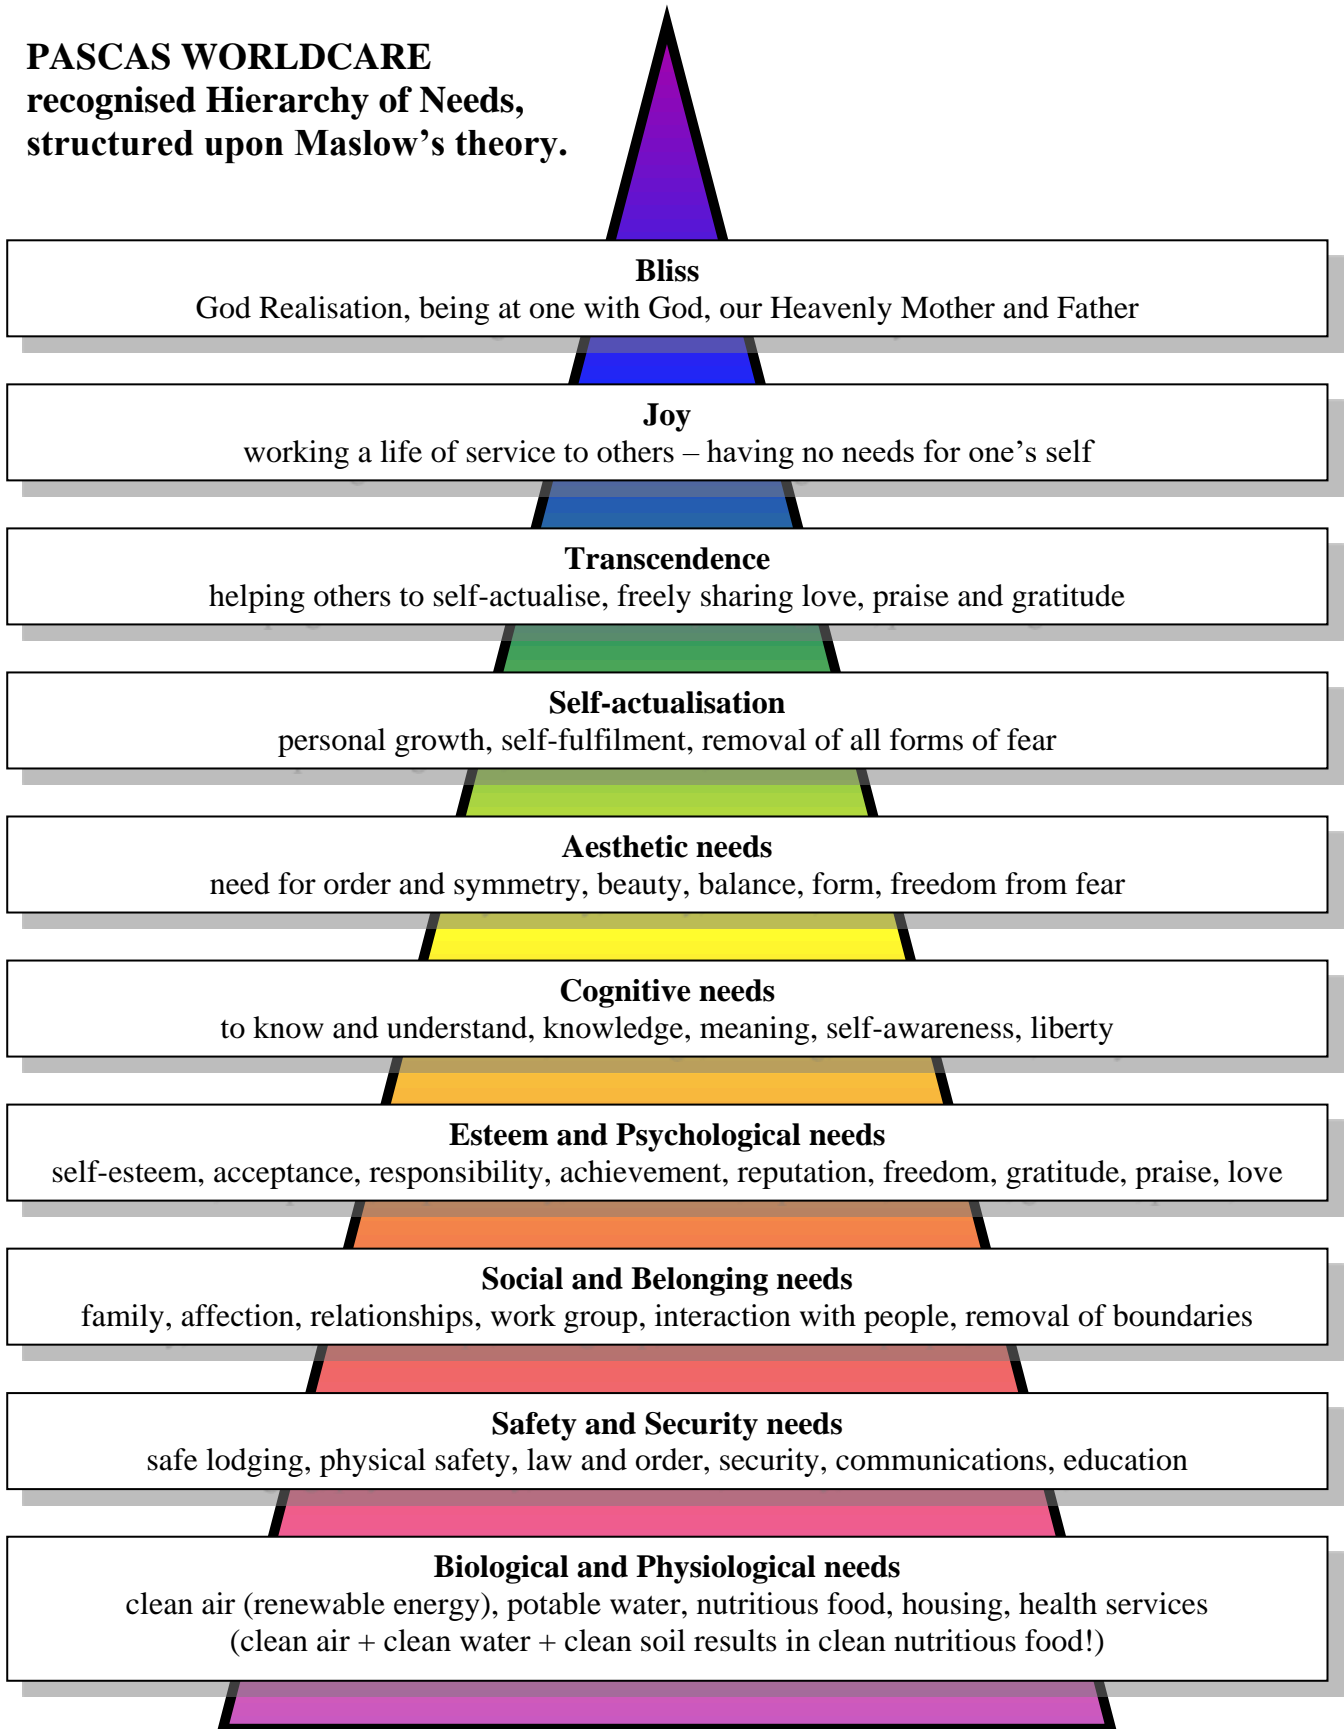 PASCAS WORLDCARE
recognised Hierarchy of Needs,
structured upon Maslow’s theory.
Bliss
God Realisation, being at one with God, our Heavenly Mother and Father
Joy
working a life of service to others – having no needs for one’s self
Transcendence
helping others to self-actualise, freely sharing love, praise and gratitude
Self-actualisation
personal growth, self-fulfilment, removal of all forms of fear
Aesthetic needs
need for order and symmetry, beauty, balance, form, freedom from fear
Cognitive needs
to know and understand, knowledge, meaning, self-awareness, liberty
Esteem and Psychological needs
self-esteem, acceptance, responsibility, achievement, reputation, freedom, gratitude, praise, love
Social and Belonging needs
family, affection, relationships, work group, interaction with people, removal of boundaries
Safety and Security needs
safe lodging, physical safety, law and order, security, communications, education
Biological and Physiological needs
clean air (renewable energy), potable water, nutritious food, housing, health services
(clean air + clean water + clean soil results in clean nutritious food!)